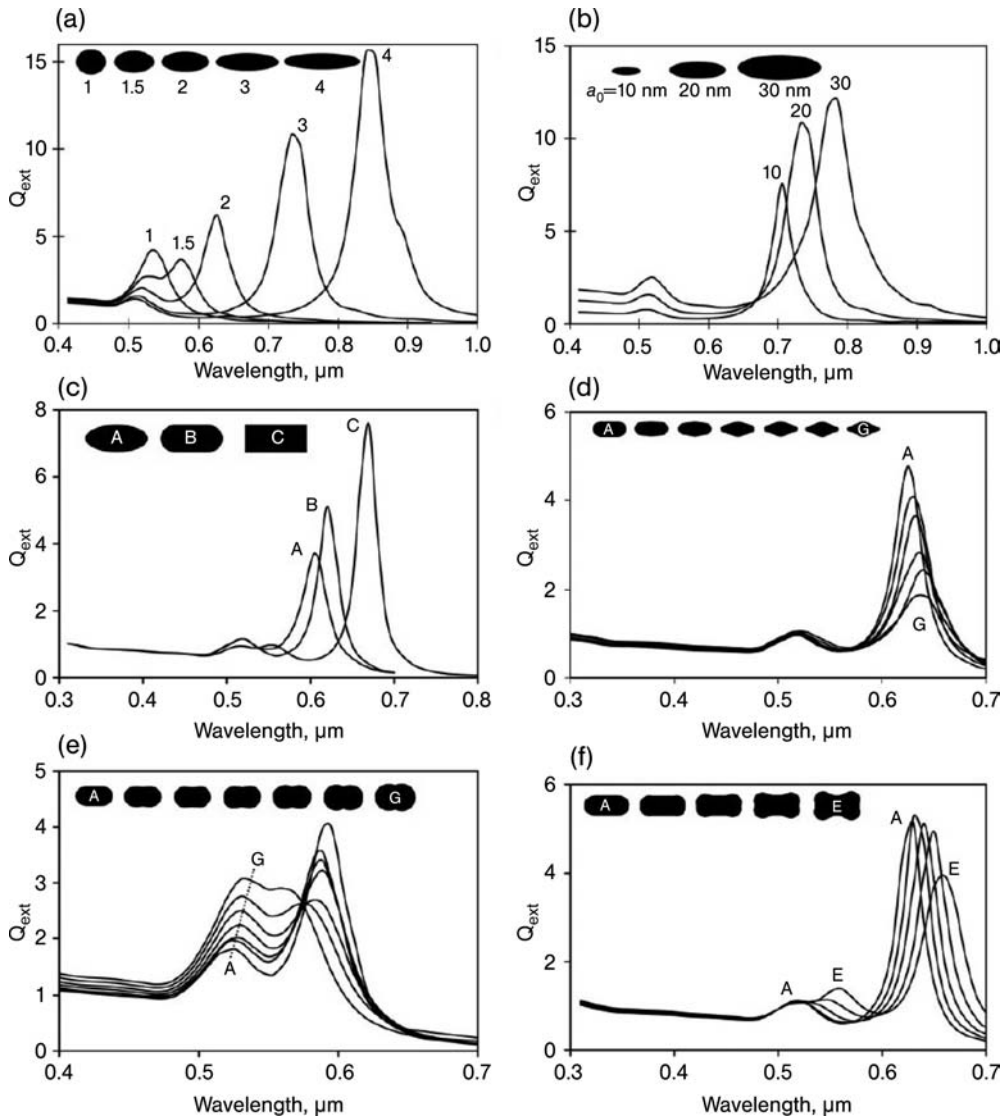 (a)
15
10
5
0
Q_ext
1 1.5 2 3 4
1
1.5
2
3
4
0.4 0.5 0.6 0.7 0.8 0.9 1.0
Wavelength, μm
(b)
15
10
5
0
Q_ext
a_0=10 nm 20 nm 30 nm
10
20
30
0.4 0.5 0.6 0.7 0.8 0.9 1.0
Wavelength, μm
(c)
8
6
4
2
0
Q_ext
A B C
A
B
C
0.3 0.4 0.5 0.6 0.7 0.8
Wavelength, μm
(d)
6
4
2
0
Q_ext
A G
A
G
0.3 0.4 0.5 0.6 0.7
Wavelength, μm
(e)
5
4
3
2
1
0
Q_ext
A G
G
A
0.4 0.5 0.6 0.7
Wavelength, μm
(f)
6
4
2
0
Q_ext
A E
A
E
A
E
0.3 0.4 0.5 0.6 0.7
Wavelength, μm